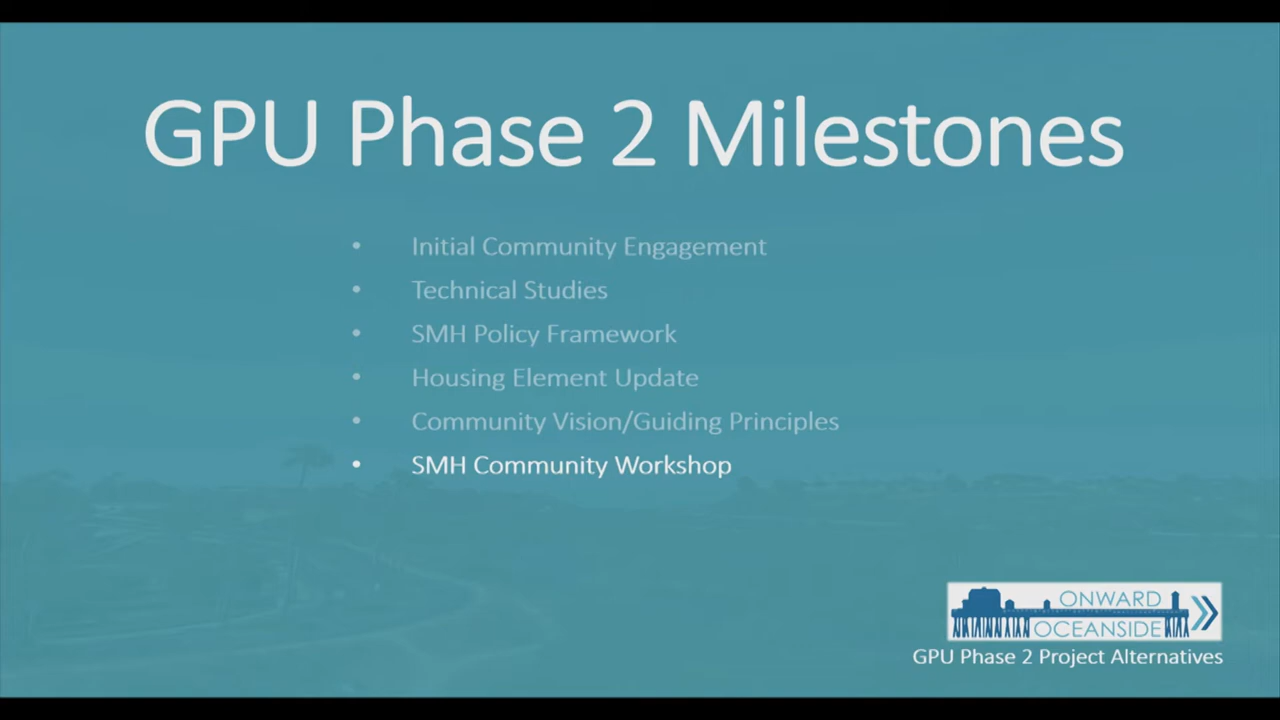 GPU Phase 2 Milestones
• Initial Community Engagement
• Technical Studies
• SMH Policy Framework
• Housing Element Update
• Community Vision/Guiding Principles
• SMH Community Workshop
ONWARD
OCEANSIDE
GPU Phase 2 Project Alternatives